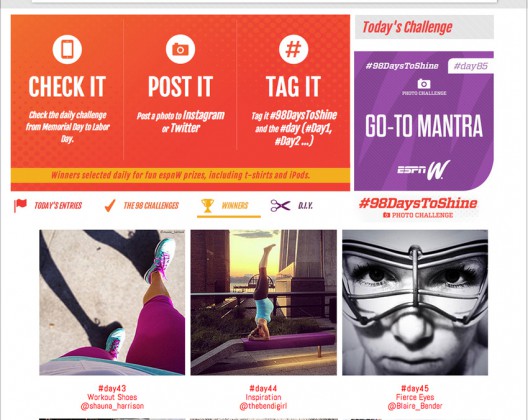 Today's Challenge
CHECK IT
Check the daily challenge
from Memorial Day to Labor
Day.
POST IT
Post a photo to Instagram
or Twitter
#
TAG IT
Tag it #98DaysToShine
and the #day (#Day1,
#Day2 ...)
Winners selected daily for fun espnW prizes, including t-shirts and iPods.
#98DaysToShine
#day85
PHOTO CHALLENGE
GO-TO MANTRA
ESPN W.
TODAY'S ENTRIES
THE 98 CHALLENGES
WINNERS
D.I.Y.
#98DaysToShine
PHOTO CHALLENGE
#day43
Workout Shoes
@shauna_harrison
#day44
Inspiration
@thebendigirl
#day45
Fierce Eyes
@Blaire_Bender